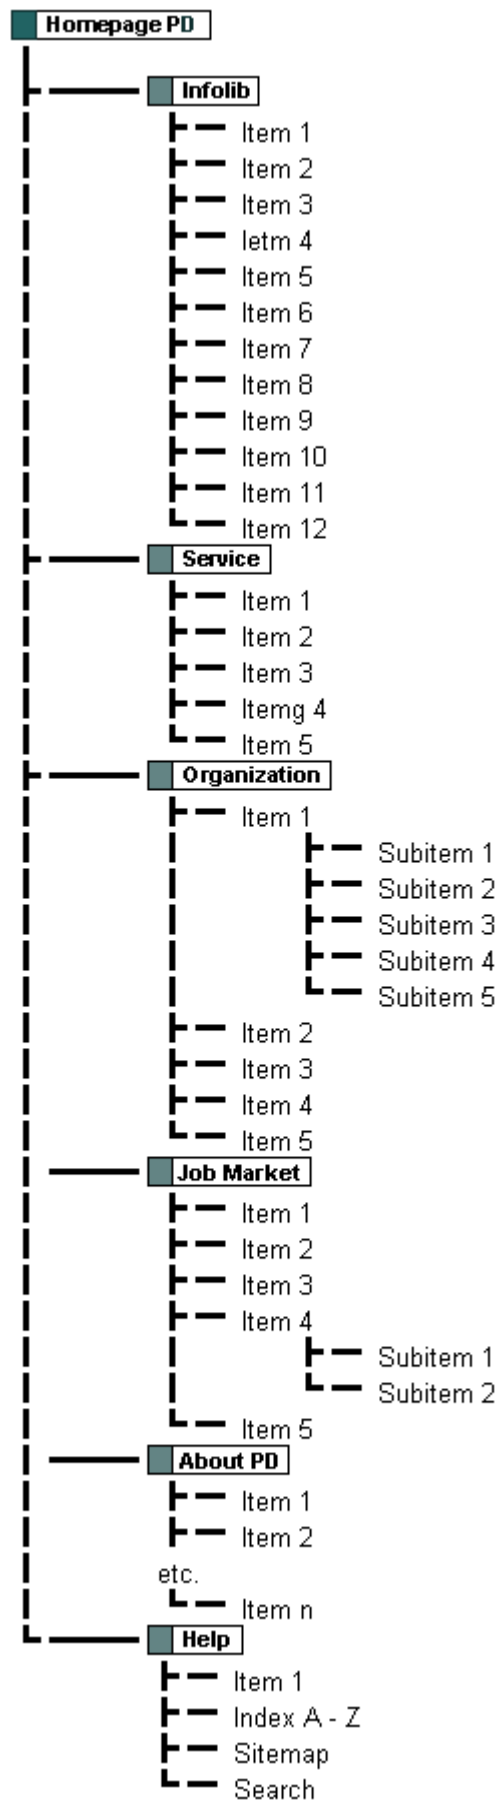 Homepage PD
Infolib
Item 1
Item 2
Item 3
Ietm 4
Item 5
Item 6
Item 7
Item 8
Item 9
Item 10
Item 11
Item 12
Service
Item 1
Item 2
Item 3
Itemg 4
Item 5
Organization
Item 1
Subitem 1
Subitem 2
Subitem 3
Subitem 4
Subitem 5
Item 2
Item 3
Item 4
Item 5
Job Market
Item 1
Item 2
Item 3
Item 4
Subitem 1
Subitem 2
Item 5
About PD
Item 1
Item 2
etc.
Item n
Help
Item 1
Index A - Z
Sitemap
Search